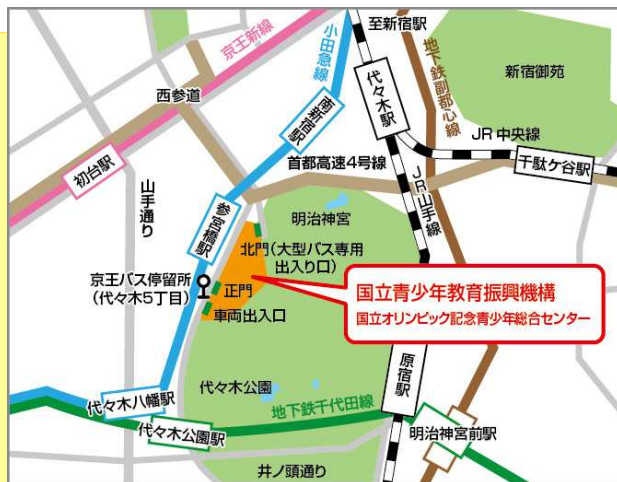 至新宿駅
京王新線
小田急線
地下鉄副都心線
新宿御苑
代々木駅
西参道
南新宿駅
JR中央線
初台駅
首都高速4号線
千駄ケ谷駅
山手通り
JR山手線
参宮橋駅
明治神宮
北門(大型バス専用
出入り口)
京王バス停留所
(代々木5丁目)
正門
車両出入口
国立青少年教育振興機構
国立オリンピック記念青少年総合センター
原宿駅
代々木公園
代々木八幡駅
地下鉄千代田線
代々木公園駅
明治神宮前駅
井ノ頭通り